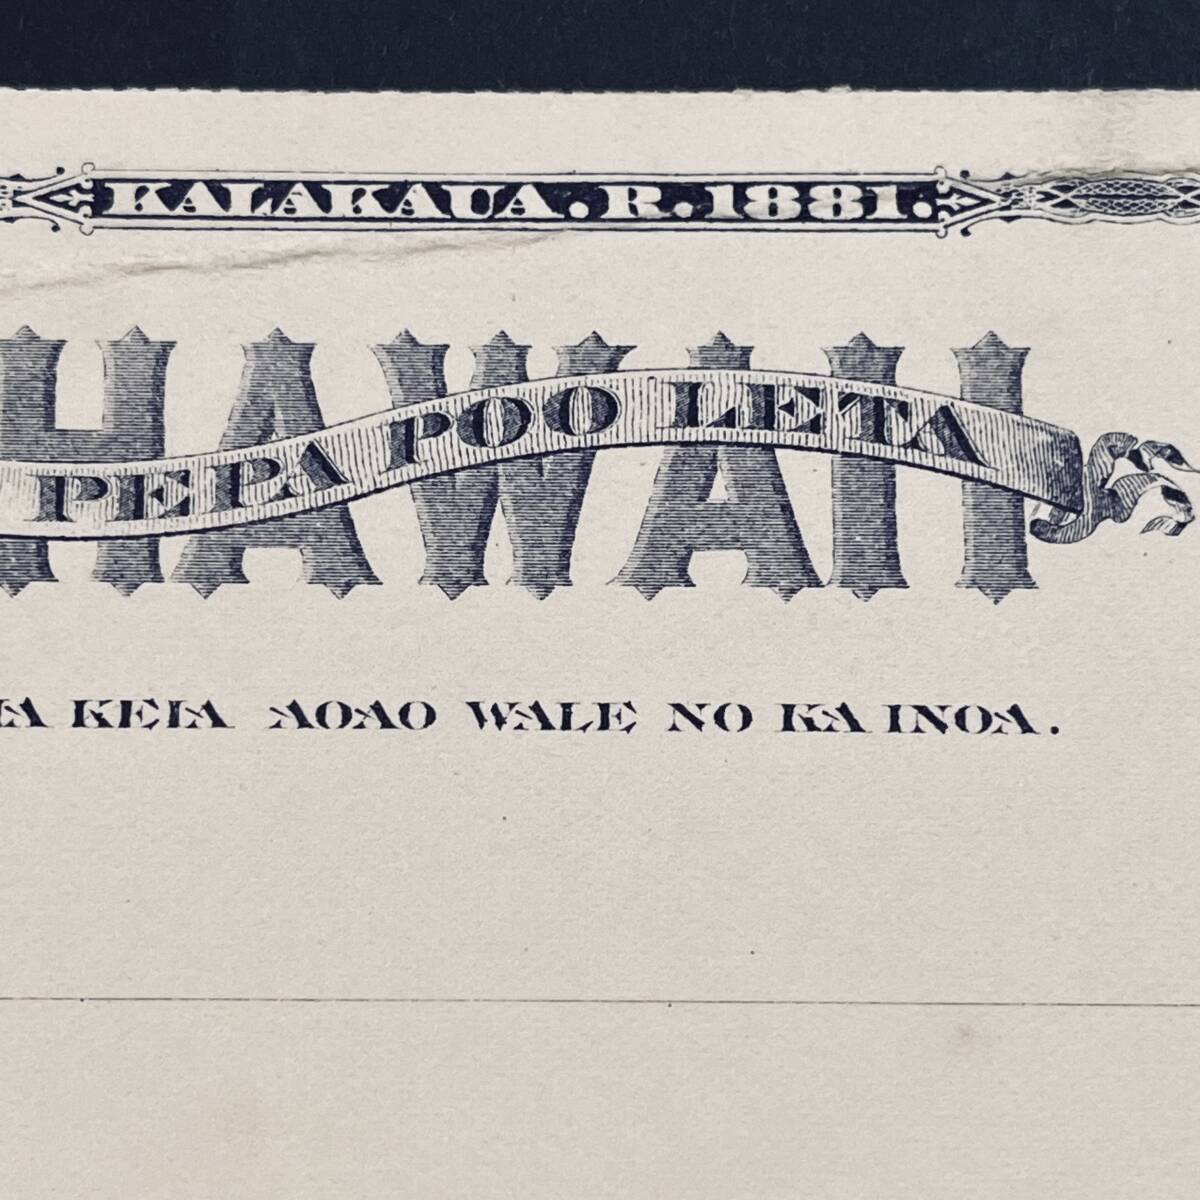 KALAKAUA. R. 1881.
HAWAII
PEPA POO LETA
KEIA AOAO WALE NO KA INOA.